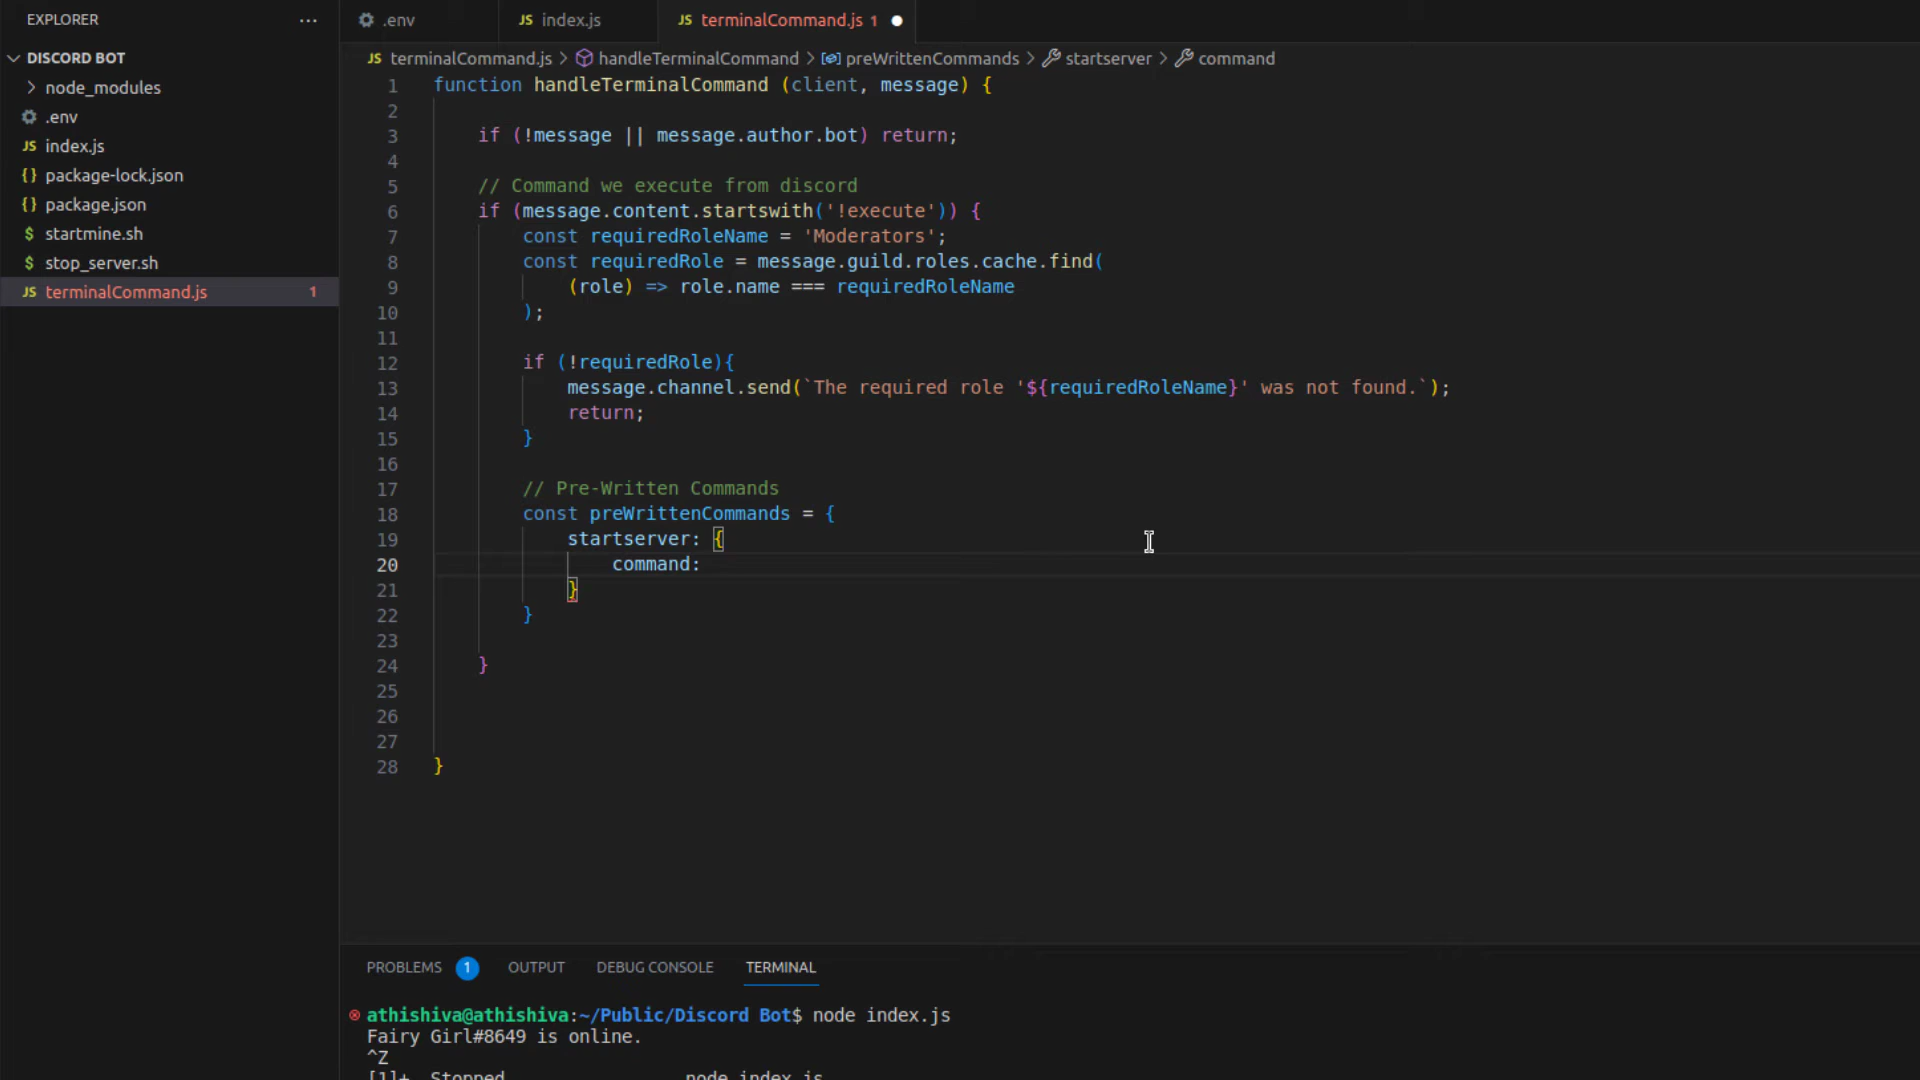 EXPLORER ...
DISCORD BOT
node_modules
.env
index.js
package-lock.json
package.json
startmine.sh
stop_server.sh
terminalCommand.js 1
.env index.js terminalCommand.js 1
terminalCommand.js > handleTerminalCommand > preWrittenCommands > startserver > command
1 function handleTerminalCommand (client, message) {
2
3 if (!message || message.author.bot) return;
4
5 // Command we execute from discord
6 if (message.content.startswith('!execute')) {
7 const requiredRoleName = 'Moderators';
8 const requiredRole = message.guild.roles.cache.find(
9 (role) => role.name === requiredRoleName
10 );
11
12 if (!requiredRole){
13 message.channel.send(`The required role '${requiredRoleName}' was not found.`);
14 return;
15 }
16
17 // Pre-Written Commands
18 const preWrittenCommands = {
19 startserver: {
20 command:
21 }
22 }
23
24 }
25
26
27
28 }
PROBLEMS 1 OUTPUT DEBUG CONSOLE TERMINAL
athishiva@athishiva:~/Public/Discord Bot$ node index.js
Fairy Girl#8649 is online.
^Z
[1]+ Stopped node index.js